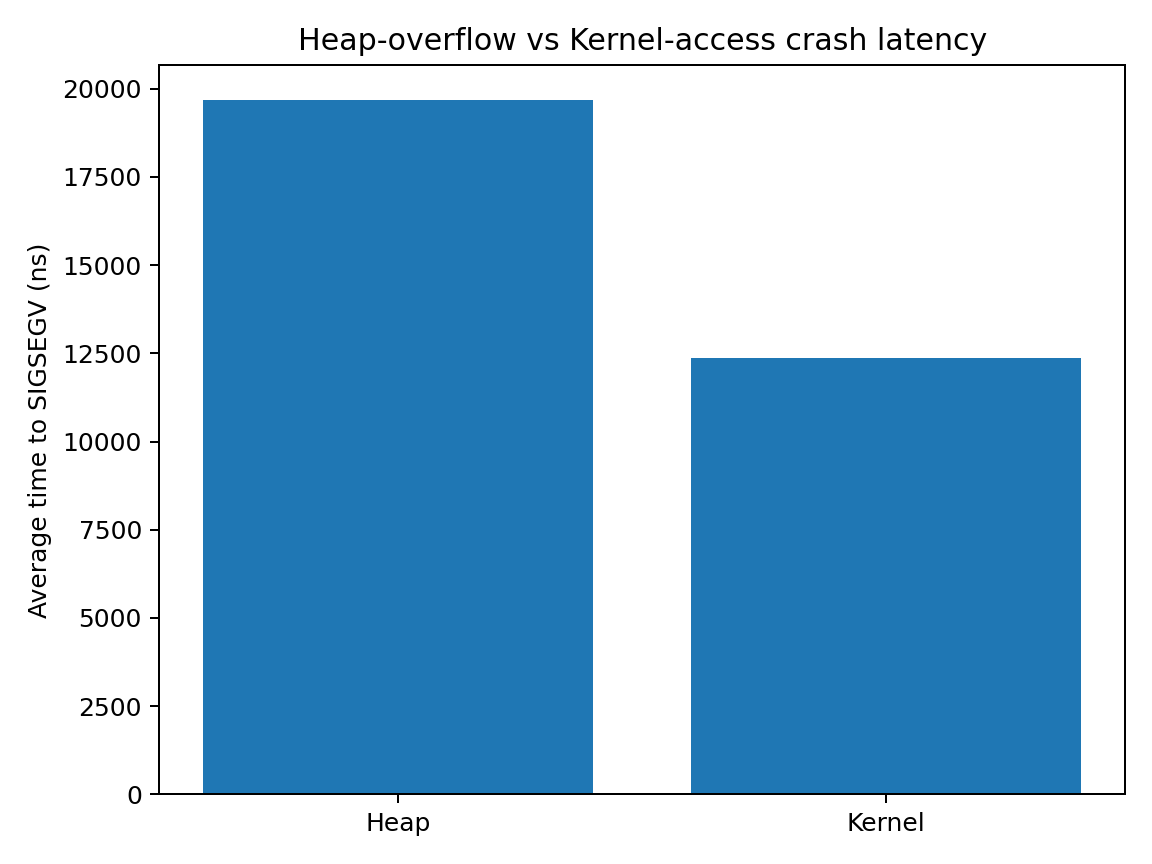 Heap-overflow vs Kernel-access crash latency
Average time to SIGSEGV (ns)
20000
17500
15000
12500
10000
7500
5000
2500
0
Heap
Kernel